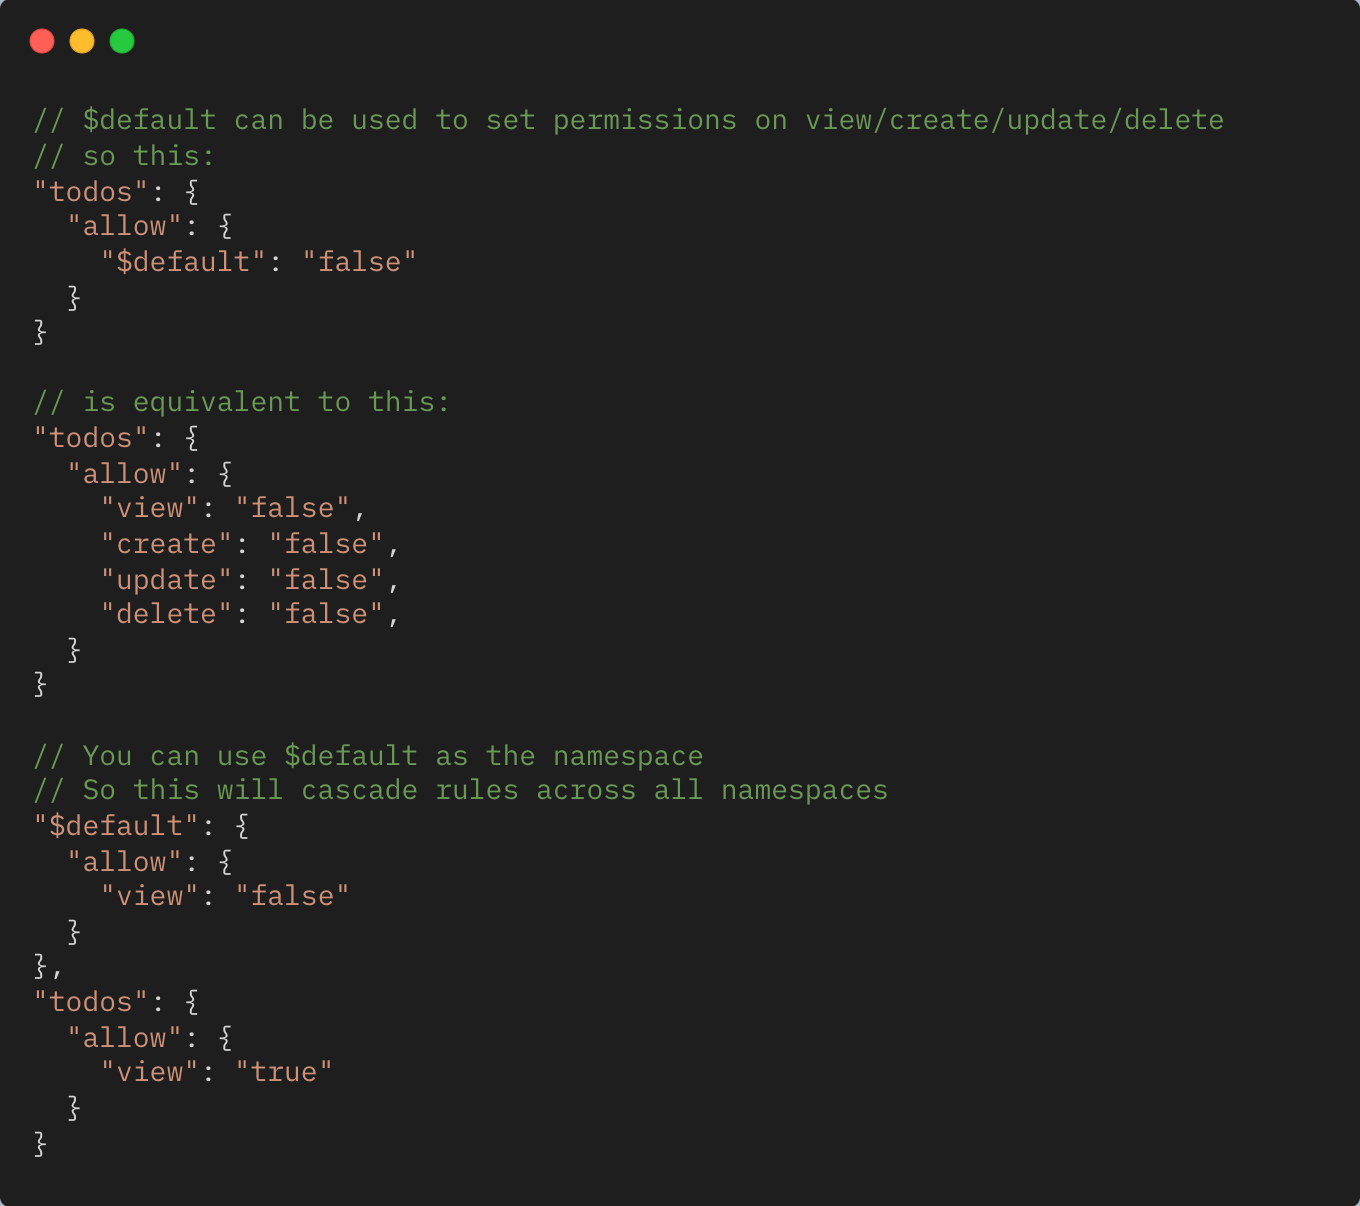 // $default can be used to set permissions on view/create/update/delete
// so this:
"todos": {
  "allow": {
    "$default": "false"
  }
}

// is equivalent to this:
"todos": {
  "allow": {
    "view": "false",
    "create": "false",
    "update": "false",
    "delete": "false",
  }
}

// You can use $default as the namespace
// So this will cascade rules across all namespaces
"$default": {
  "allow": {
    "view": "false"
  }
},
"todos": {
  "allow": {
    "view": "true"
  }
}